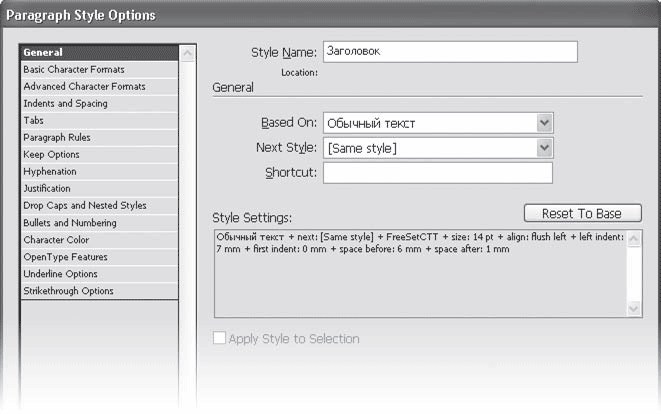 Paragraph Style Options
General
Basic Character Formats
Advanced Character Formats
Indents and Spacing
Tabs
Paragraph Rules
Keep Options
Hyphenation
Justification
Drop Caps and Nested Styles
Bullets and Numbering
Character Color
OpenType Features
Underline Options
Strikethrough Options
Style Name: Заголовок
Location:
General
Based On: Обычный текст
Next Style: [Same style]
Shortcut:
Style Settings: Reset To Base
Обычный текст + next: [Same style] + FreeSetCTT + size: 14 pt + align: flush left + left indent:
7 mm + first indent: 0 mm + space before: 6 mm + space after: 1 mm
Apply Style to Selection